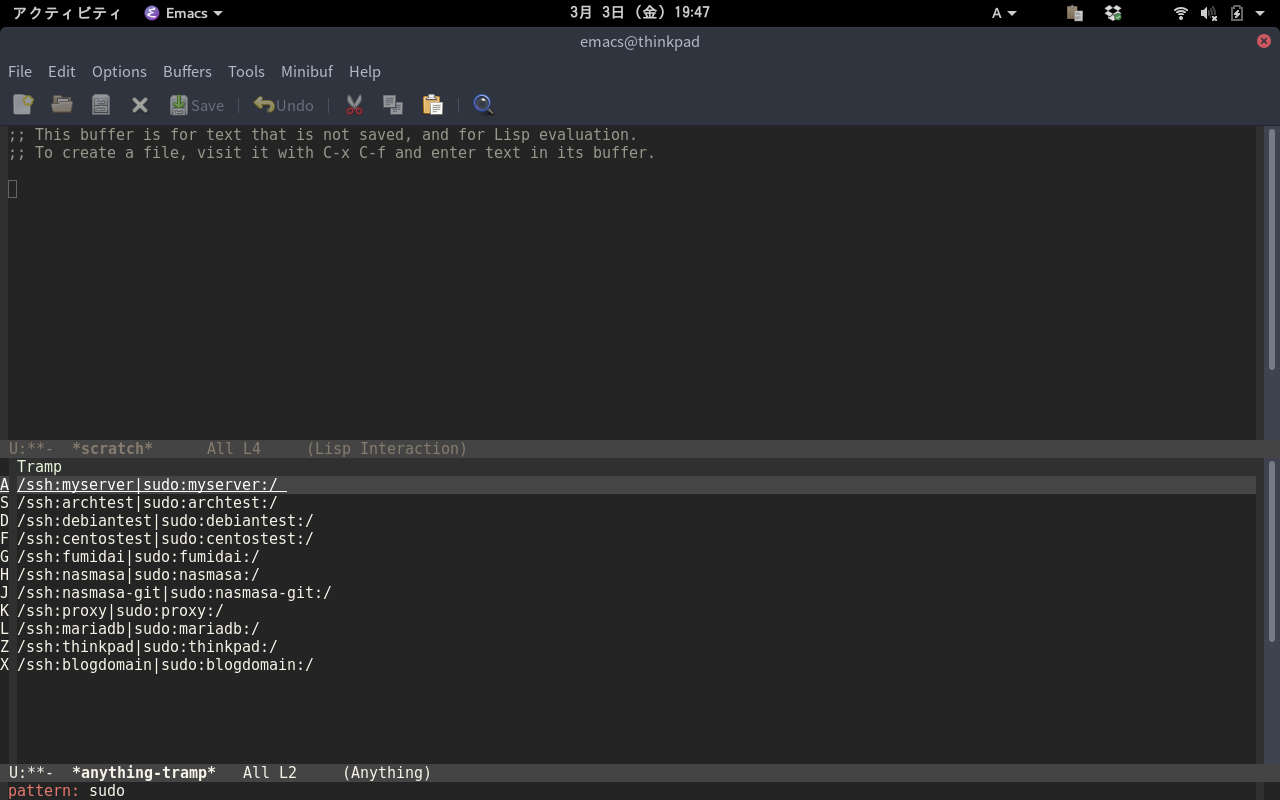 アクティビティ Emacs 3月 3日 (金) 19:47 A
emacs@thinkpad
File Edit Options Buffers Tools Minibuf Help
Save Undo
;; This buffer is for text that is not saved, and for Lisp evaluation.
;; To create a file, visit it with C-x C-f and enter text in its buffer.
U:**-  *scratch*      All L4     (Lisp Interaction)
Tramp
A /ssh:myserver|sudo:myserver:/
S /ssh:archtest|sudo:archtest:/
D /ssh:debiantest|sudo:debiantest:/
F /ssh:centostest|sudo:centostest:/
G /ssh:fumidai|sudo:fumidai:/
H /ssh:nasmasa|sudo:nasmasa:/
J /ssh:nasmasa-git|sudo:nasmasa-git:/
K /ssh:proxy|sudo:proxy:/
L /ssh:mariadb|sudo:mariadb:/
Z /ssh:thinkpad|sudo:thinkpad:/
X /ssh:blogdomain|sudo:blogdomain:/
U:**-  *anything-tramp*   All L2     (Anything)
pattern: sudo